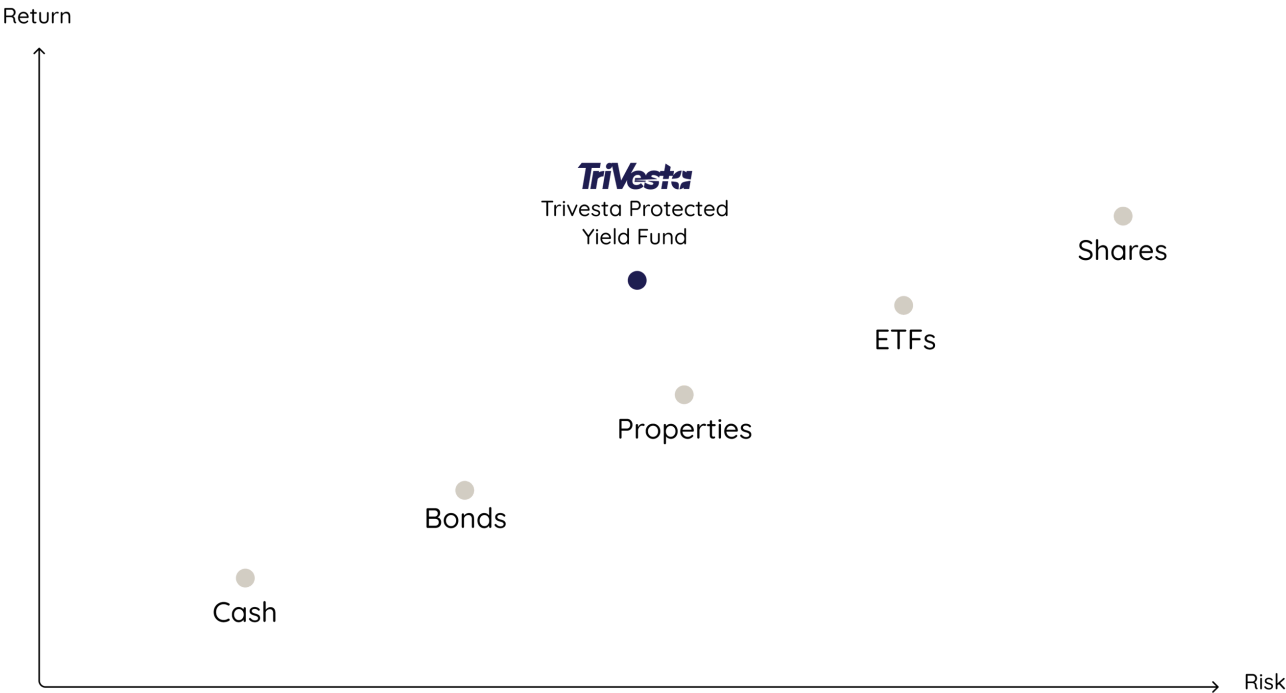 Return
TriVesta
Trivesta Protected
Yield Fund
Shares
ETFs
Properties
Bonds
Cash
Risk